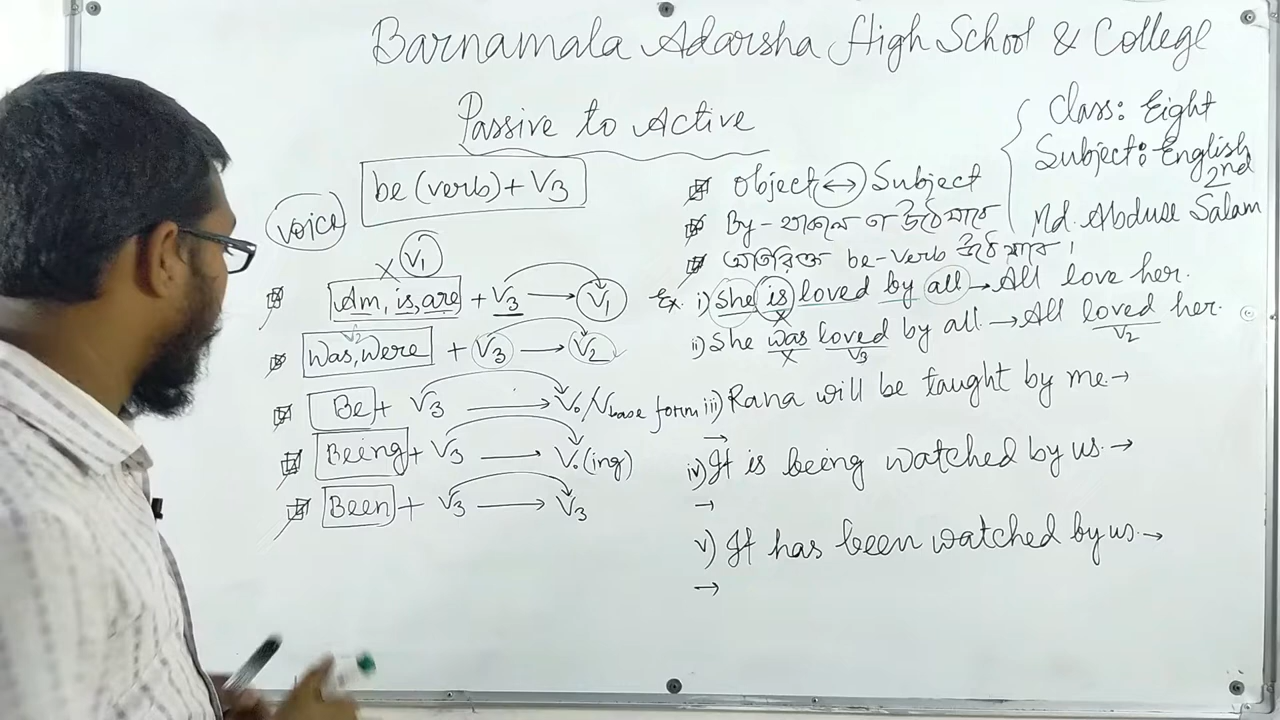 Barnamala Adarsha High School & College
Passive to Active
Class: Eight
Subject: English 2nd
Md. Abduse Salam
be (verb) + V3
voice
× V1
Am, is, are + V3 → V1
V2
Was, were + V3 → V2
Be + V3 → V0/Vbase form
Being + V3 → V.(ing)
Been + V3 → V3
Object ↔ Subject
By - থাকলে তা উঠে যাবে
অতিরিক্ত be-verb উঠে যাবে।
Ex. i) She is loved by all → All love her.
×
ii) She was loved by all. → All loved her.
× V3 V2
iii) Rana will be taught by me →
→
iv) It is being watched by us. →
→
v) It has been watched by us. →
→